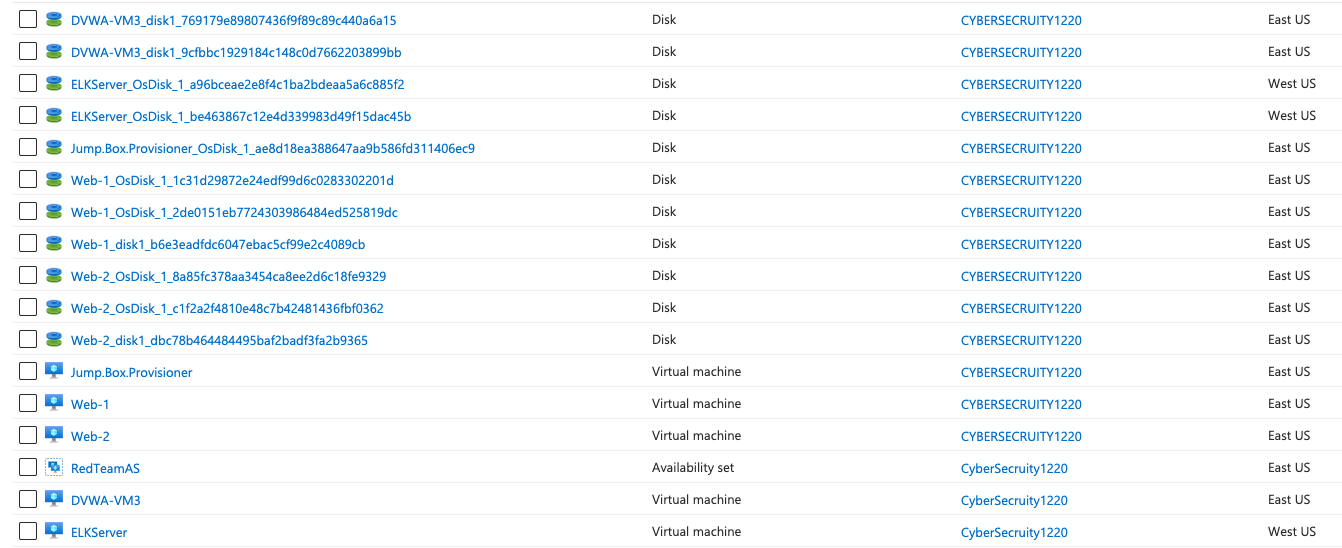 DVWA-VM3_disk1_769179e89807436f9f89c89c440a6a15 Disk CYBERSECRUITY1220 East US
DVWA-VM3_disk1_9cfbbc1929184c148c0d7662203899bb Disk CYBERSECRUITY1220 East US
ELKServer_OsDisk_1_a96bceae2e8f4c1ba2bdeaa5a6c885f2 Disk CYBERSECRUITY1220 West US
ELKServer_OsDisk_1_be463867c12e4d339983d49f15dac45b Disk CYBERSECRUITY1220 West US
Jump.Box.Provisioner_OsDisk_1_ae8d18ea388647aa9b586fd311406ec9 Disk CYBERSECRUITY1220 East US
Web-1_OsDisk_1_1c31d29872e24edf99d6c0283302201d Disk CYBERSECRUITY1220 East US
Web-1_OsDisk_1_2de0151eb7724303986484ed525819dc Disk CYBERSECRUITY1220 East US
Web-1_disk1_b6e3eadfdc6047ebac5cf99e2c4089cb Disk CYBERSECRUITY1220 East US
Web-2_OsDisk_1_8a85fc378aa3454ca8ee2d6c18fe9329 Disk CYBERSECRUITY1220 East US
Web-2_OsDisk_1_c1f2a2f4810e48c7b42481436fbf0362 Disk CYBERSECRUITY1220 East US
Web-2_disk1_dbc78b464484495baf2badf3fa2b9365 Disk CYBERSECRUITY1220 East US
Jump.Box.Provisioner Virtual machine CYBERSECRUITY1220 East US
Web-1 Virtual machine CYBERSECRUITY1220 East US
Web-2 Virtual machine CYBERSECRUITY1220 East US
RedTeamAS Availability set CyberSecruity1220 East US
DVWA-VM3 Virtual machine CyberSecruity1220 East US
ELKServer Virtual machine CyberSecruity1220 West US